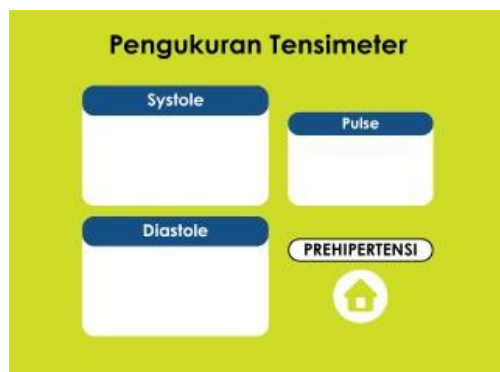 Pengukuran Tensimeter
Systole
Pulse
Diastole
PREHIPERTENSI